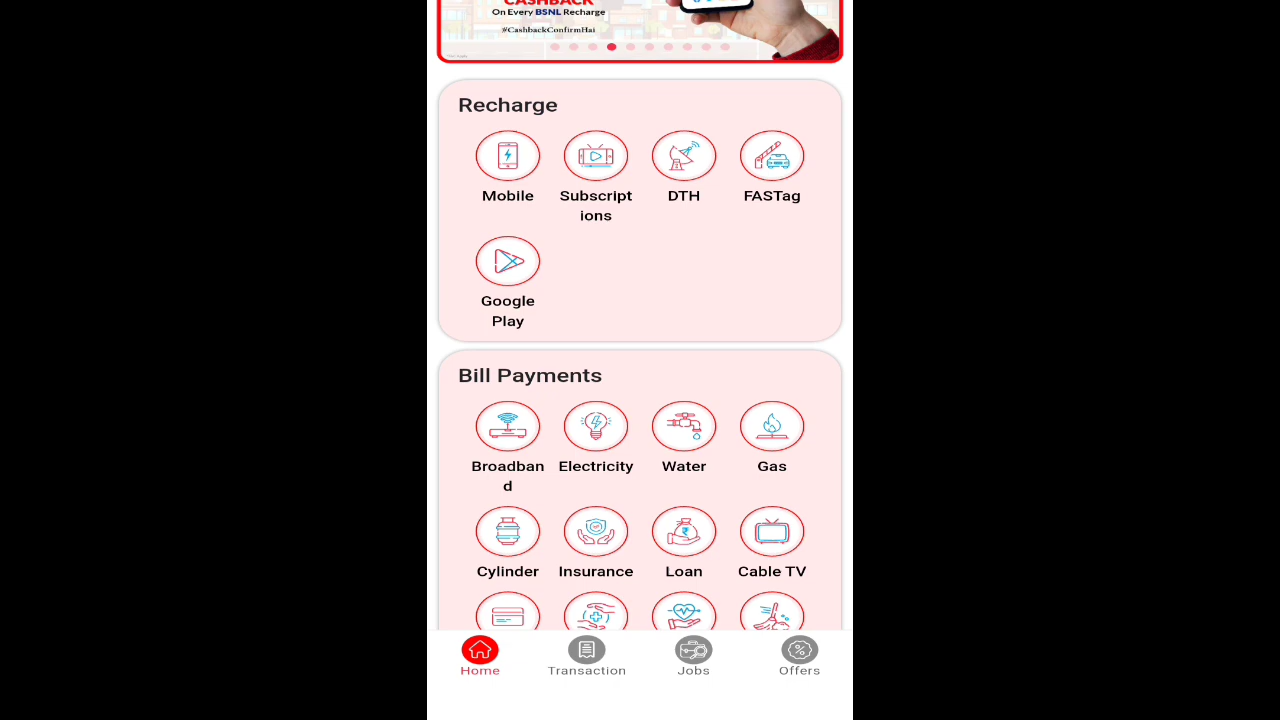 CASHBACK
On Every BSNL Recharge
#CashbackConfirmHai
Recharge
Mobile
Subscript
ions
DTH
FASTag
Google
Play
Bill Payments
Broadban
d
Electricity
Water
Gas
Cylinder
Insurance
Loan
Cable TV
Home
Transaction
Jobs
Offers